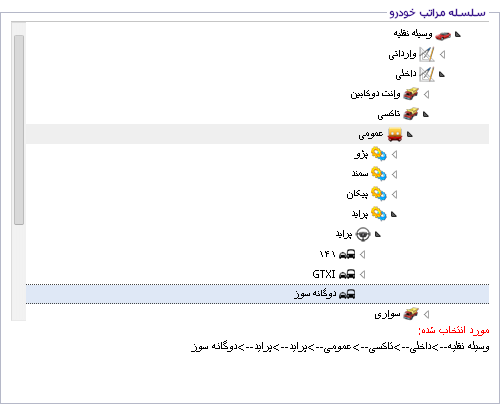 سلسله مراتب خودرو
وسیله نقلیه
وارداتی
داخلی
وانت دوکابین
تاکسی
عمومی
پژو
سمند
پیکان
پراید
پراید
۱۴۱
GTXI
دوگانه سوز
سواری
مورد انتخاب شده:
وسیله نقلیه-->داخلی-->تاکسی-->عمومی-->پراید-->پراید-->دوگانه سوز